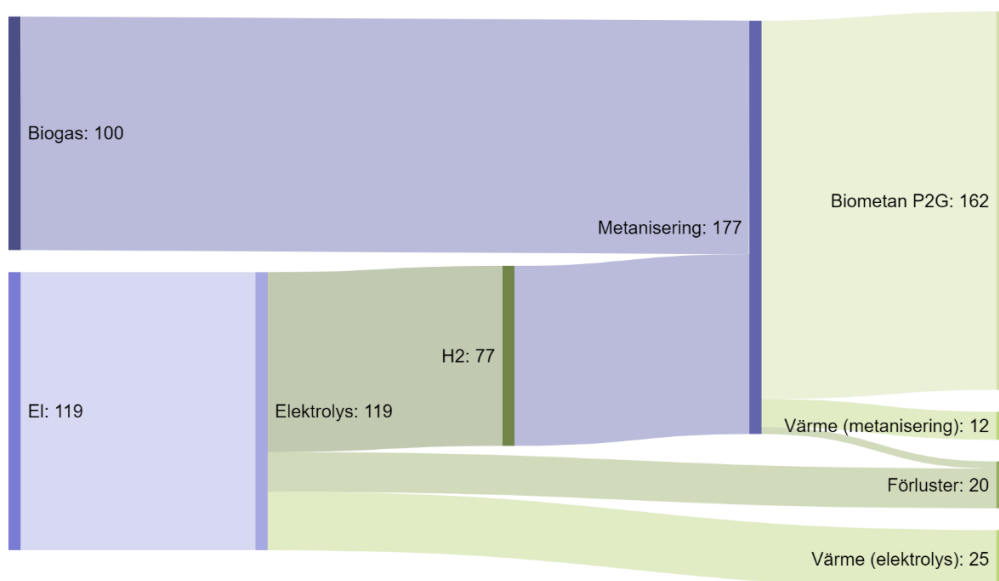 Biogas: 100
Metanisering: 177
Biometan P2G: 162
H2: 77
El: 119
Elektrolys: 119
Värme (metanisering): 12
Förluster: 20
Värme (elektrolys): 25